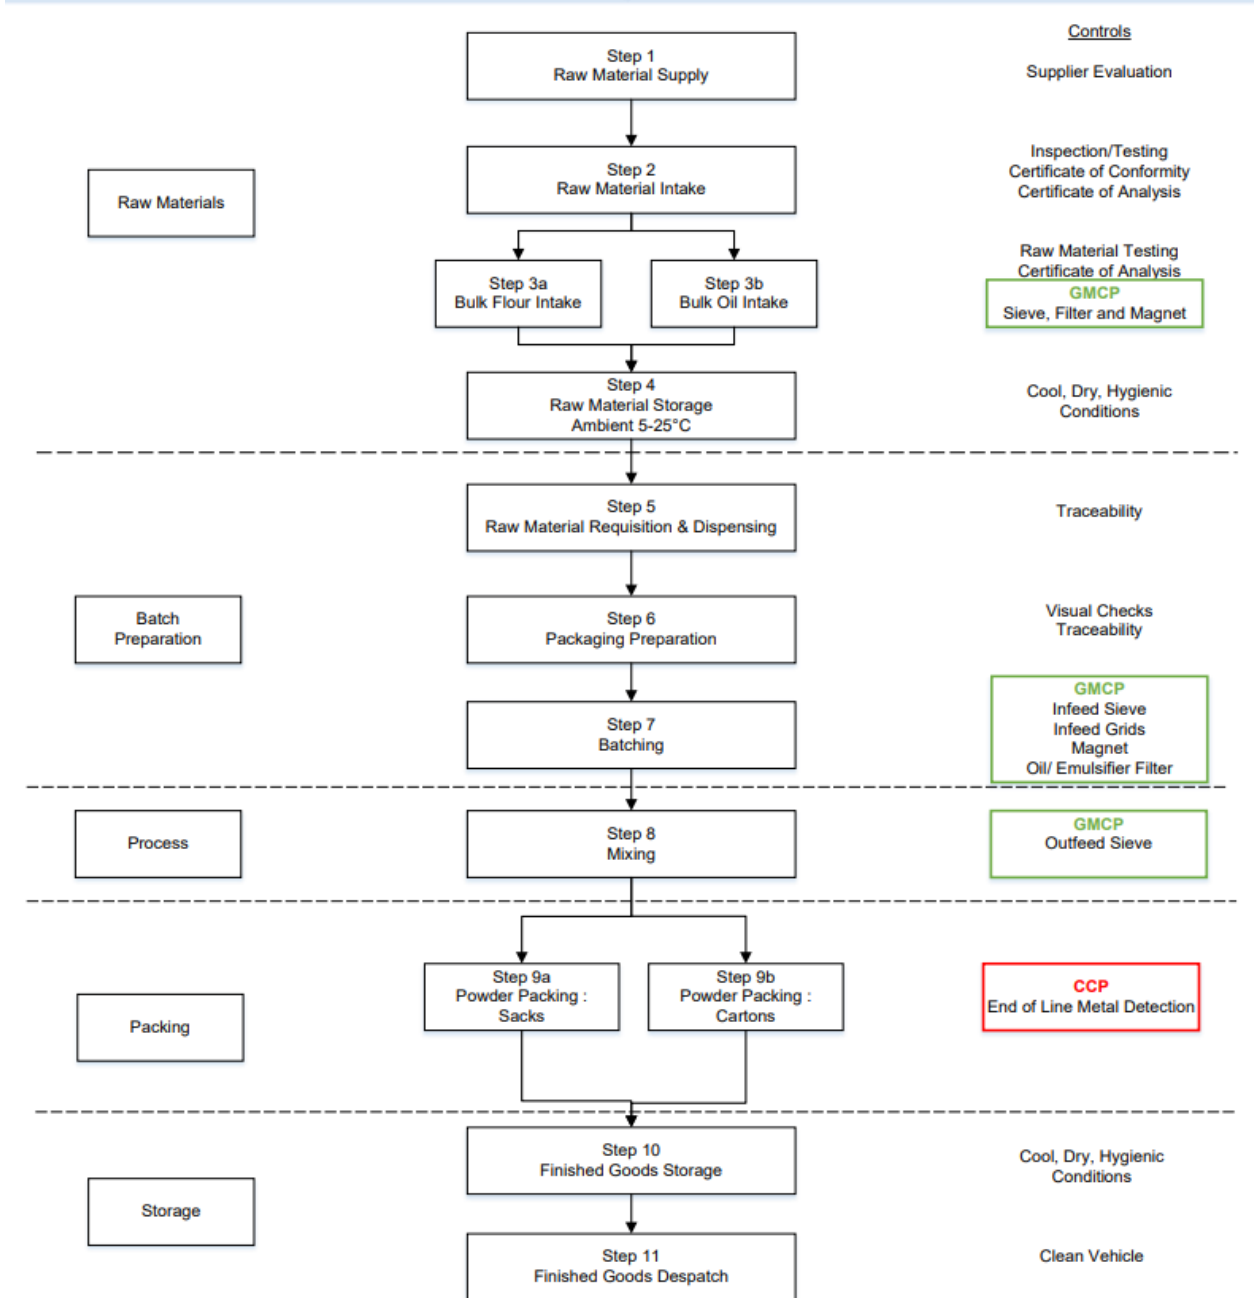 Controls
Step 1
Raw Material Supply
Supplier Evaluation
Step 2
Raw Material Intake
Inspection/Testing
Certificate of Conformity
Certificate of Analysis
Raw Materials
Step 3a
Bulk Flour Intake
Step 3b
Bulk Oil Intake
Raw Material Testing
Certificate of Analysis
GMCP
Sieve, Filter and Magnet
Step 4
Raw Material Storage
Ambient 5-25°C
Cool, Dry, Hygienic
Conditions
Step 5
Raw Material Requisition & Dispensing
Traceability
Batch
Preparation
Step 6
Packaging Preparation
Visual Checks
Traceability
Step 7
Batching
GMCP
Infeed Sieve
Infeed Grids
Magnet
Oil/ Emulsifier Filter
Process
Step 8
Mixing
GMCP
Outfeed Sieve
Packing
Step 9a
Powder Packing :
Sacks
Step 9b
Powder Packing :
Cartons
CCP
End of Line Metal Detection
Step 10
Finished Goods Storage
Cool, Dry, Hygienic
Conditions
Storage
Step 11
Finished Goods Despatch
Clean Vehicle